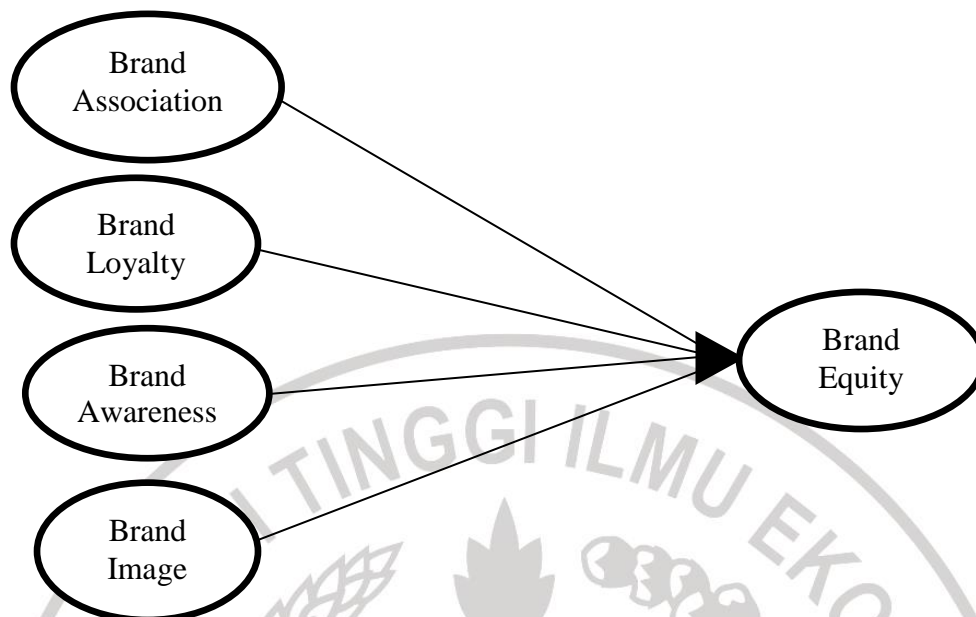 Brand
Association
Brand
Loyalty
Brand
Awareness
Brand
Image
Brand
Equity
TINGGI ILMU EKO